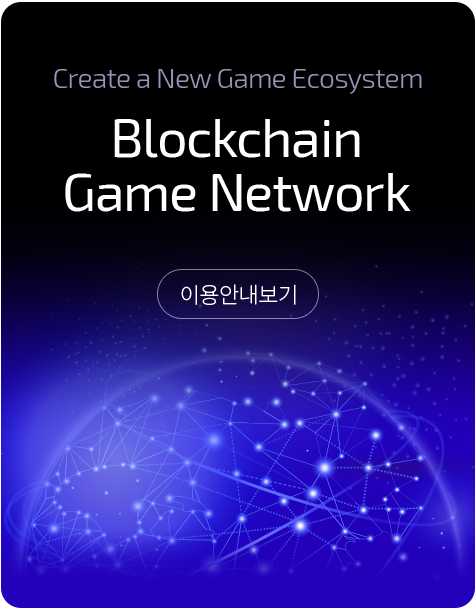 Create a New Game Ecosystem
Blockchain
Game Network
이용안내보기